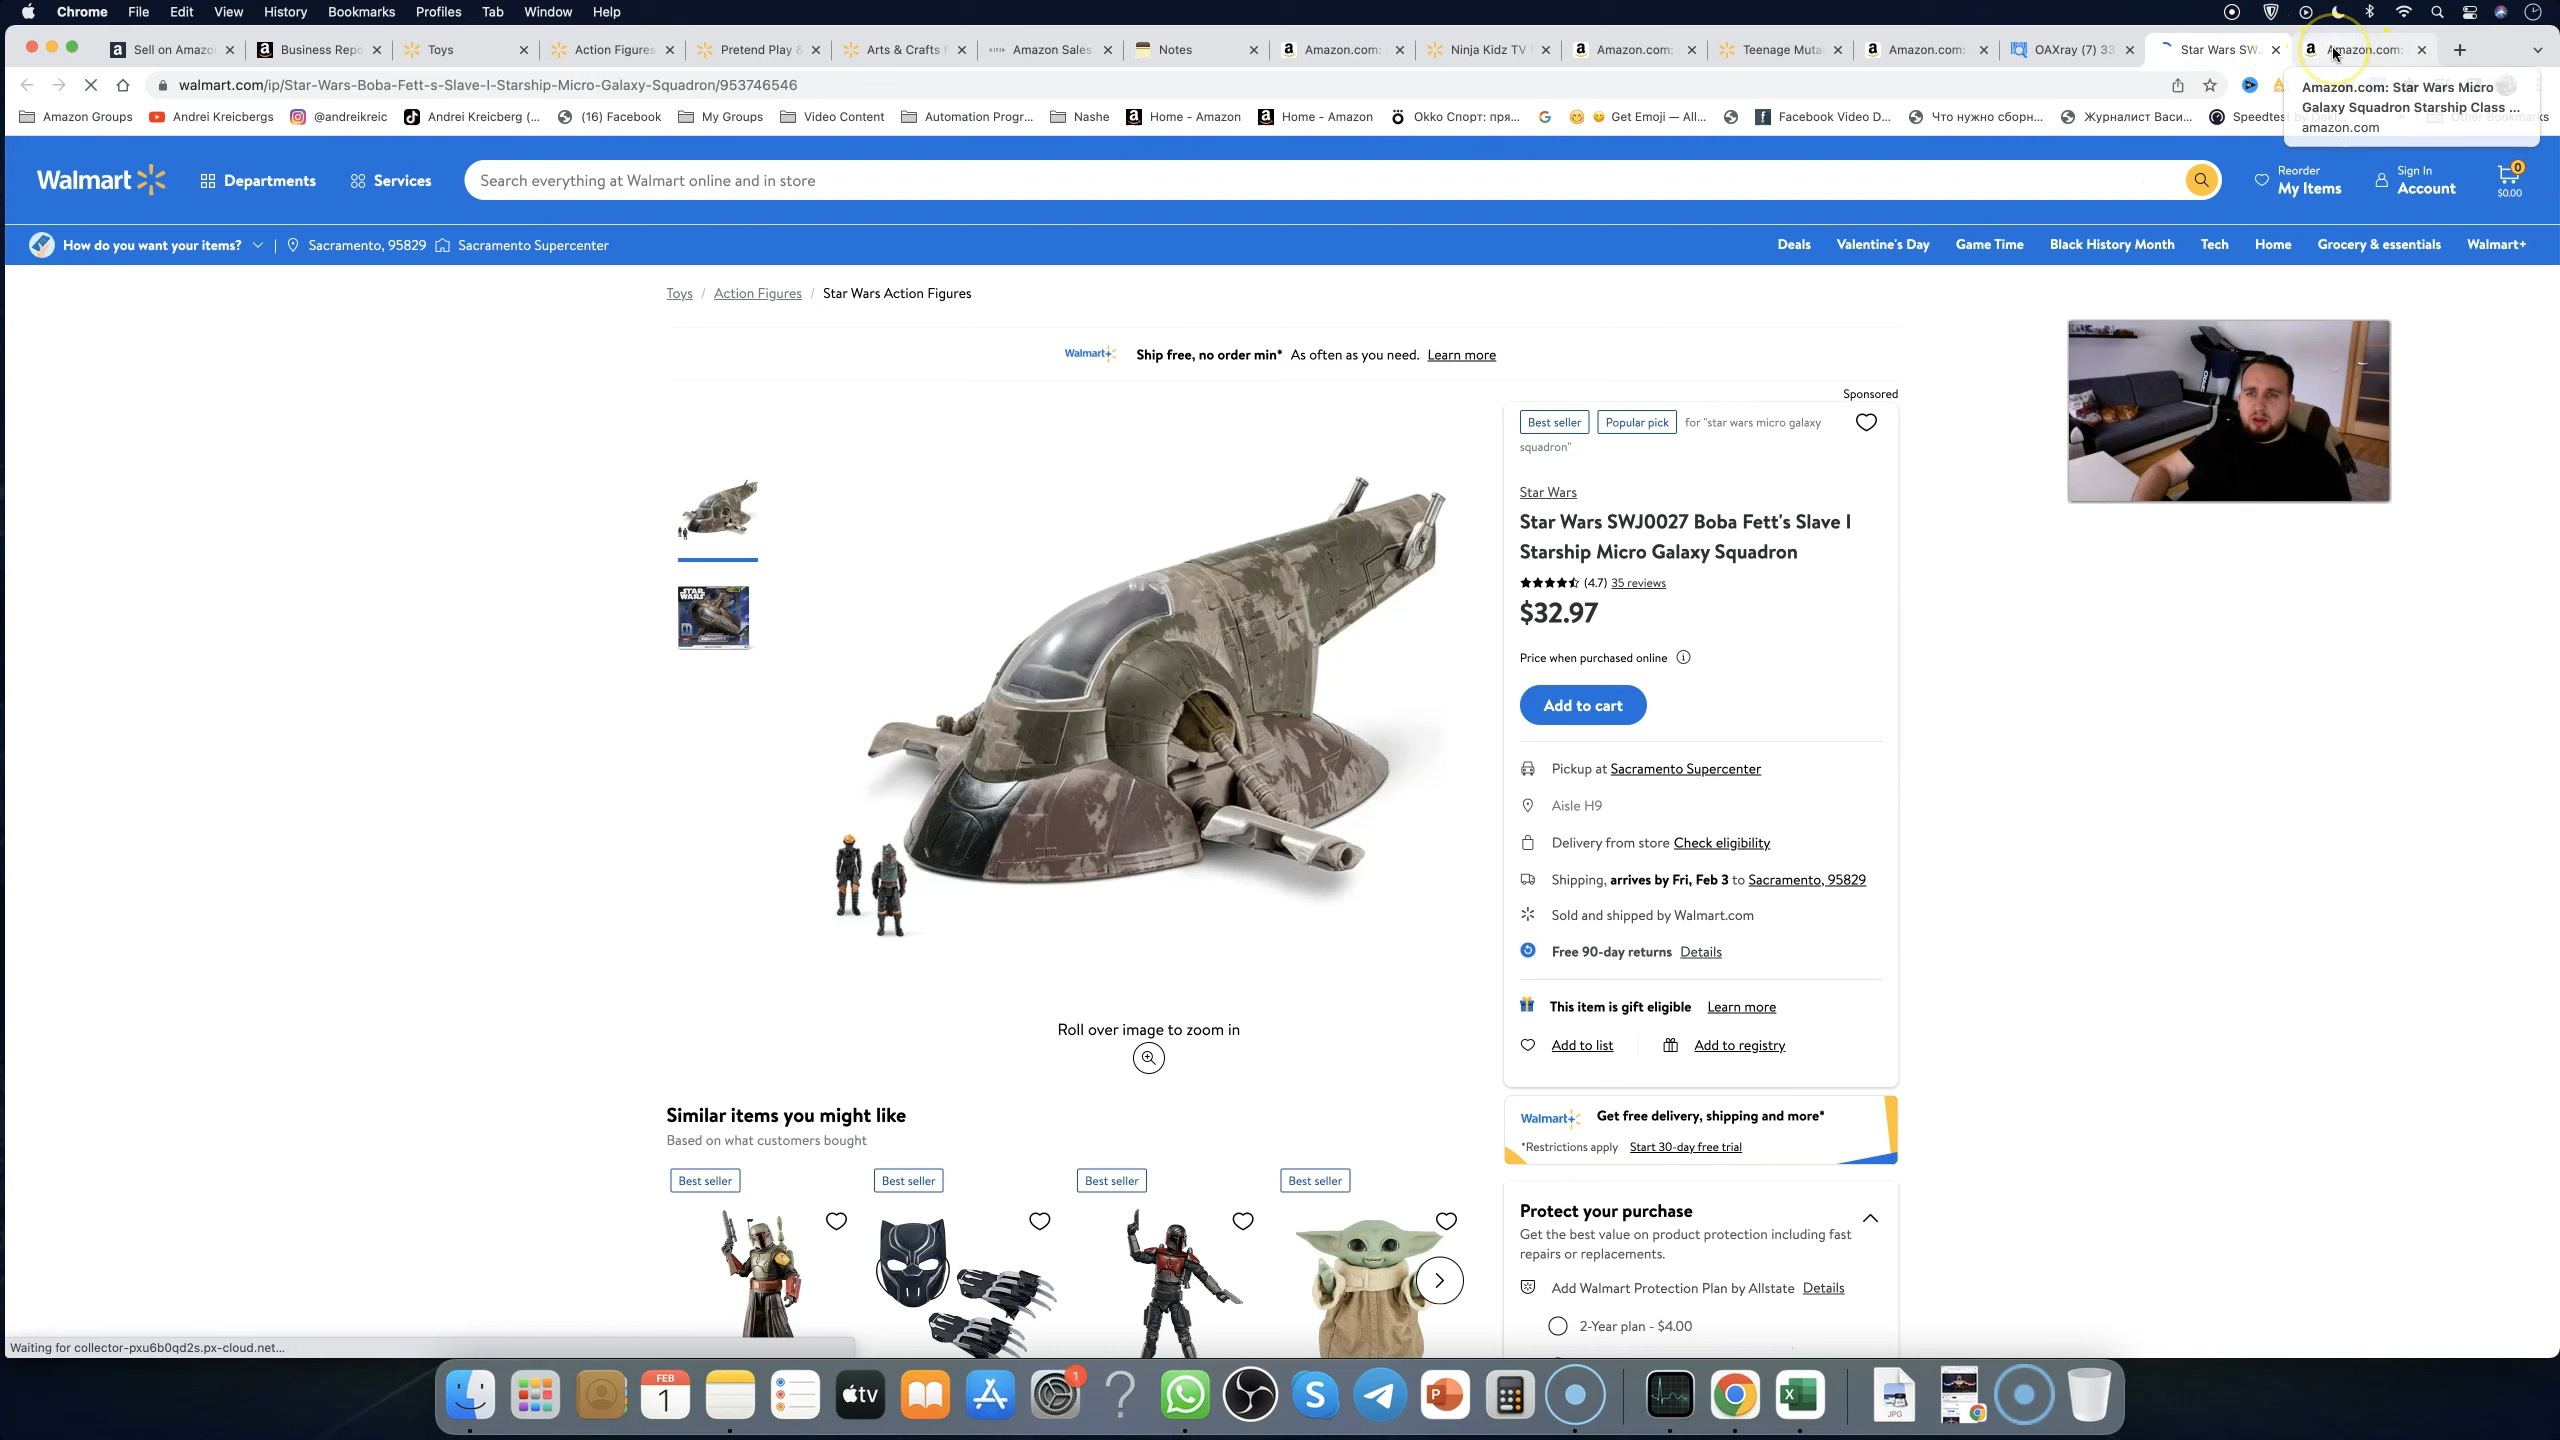 Chrome File Edit View History Bookmarks Profiles Tab Window Help
Sell on Amazo Business Repo Toys Action Figures Pretend Play & Arts & Crafts f Amazon Sales Notes Amazon.com: Ninja Kidz TV Amazon.com: Teenage Muta Amazon.com: OAXray (7) 33 Star Wars SW. Amazon.com:
walmart.com/ip/Star-Wars-Boba-Fett-s-Slave-I-Starship-Micro-Galaxy-Squadron/953746546
Amazon.com: Star Wars Micro
Galaxy Squadron Starship Class ...
amazon.com
Amazon Groups Andrei Kreicbergs @andreikreic Andrei Kreicberg (... (16) Facebook My Groups Video Content Automation Progr... Nashe Home - Amazon Home - Amazon Okko Спорт: пря... Get Emoji — All... Facebook Video D... Что нужно сборн... Журналист Васи... Speedtest by Other Bookmarks
Walmart Departments Services Search everything at Walmart online and in store Reorder My Items Sign In Account 0 $0.00
How do you want your items? Sacramento, 95829 Sacramento Supercenter Deals Valentine's Day Game Time Black History Month Tech Home Grocery & essentials Walmart+
Toys / Action Figures / Star Wars Action Figures
Walmart+ Ship free, no order min* As often as you need. Learn more
Sponsored
Best seller Popular pick for "star wars micro galaxy
squadron"
Star Wars
Star Wars SWJ0027 Boba Fett's Slave I
Starship Micro Galaxy Squadron
(4.7) 35 reviews
$32.97
Price when purchased online
Add to cart
Pickup at Sacramento Supercenter
Aisle H9
Delivery from store Check eligibility
Shipping, arrives by Fri, Feb 3 to Sacramento, 95829
Sold and shipped by Walmart.com
Free 90-day returns Details
This item is gift eligible Learn more
Add to list Add to registry
STAR WARS
Roll over image to zoom in
Similar items you might like
Based on what customers bought
Best seller Best seller Best seller Best seller
Walmart+ Get free delivery, shipping and more*
*Restrictions apply Start 30-day free trial
Protect your purchase
Get the best value on product protection including fast
repairs or replacements.
Add Walmart Protection Plan by Allstate Details
2-Year plan - $4.00
Waiting for collector-pxu6b0qd2s.px-cloud.net...
FEB
1
tv
1
JPG